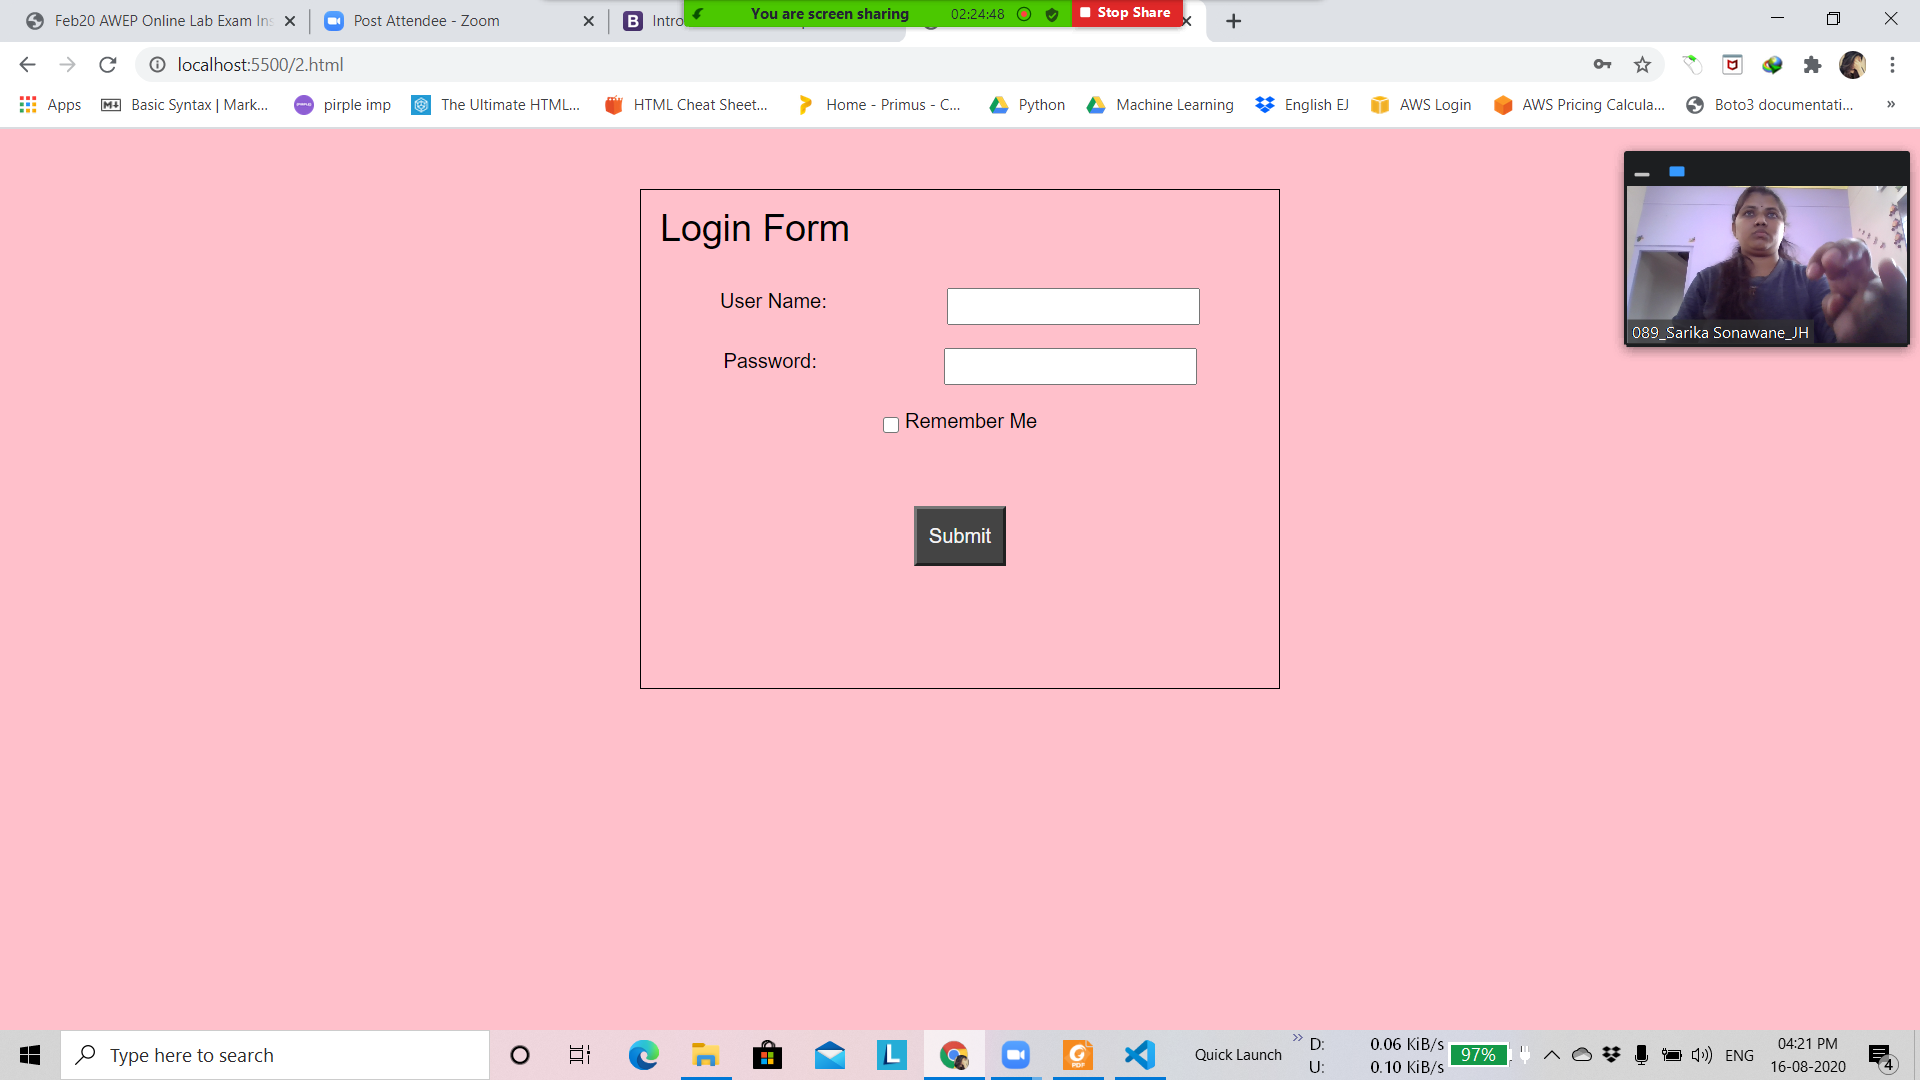 Feb20 AWEP Online Lab Exam Ins
Post Attendee - Zoom
Intro
You are screen sharing
02:24:48
Stop Share
localhost:5500/2.html
Apps
Basic Syntax | Mark...
pirple imp
The Ultimate HTML...
HTML Cheat Sheet...
Home - Primus - C...
Python
Machine Learning
English EJ
AWS Login
AWS Pricing Calcula...
Boto3 documentati...
»
Login Form
User Name:
Password:
Remember Me
Submit
089_Sarika Sonawane_JH
Type here to search
Quick Launch
»
D: 0.06 KiB/s
U: 0.10 KiB/s
97%
ENG
04:21 PM
16-08-2020
4